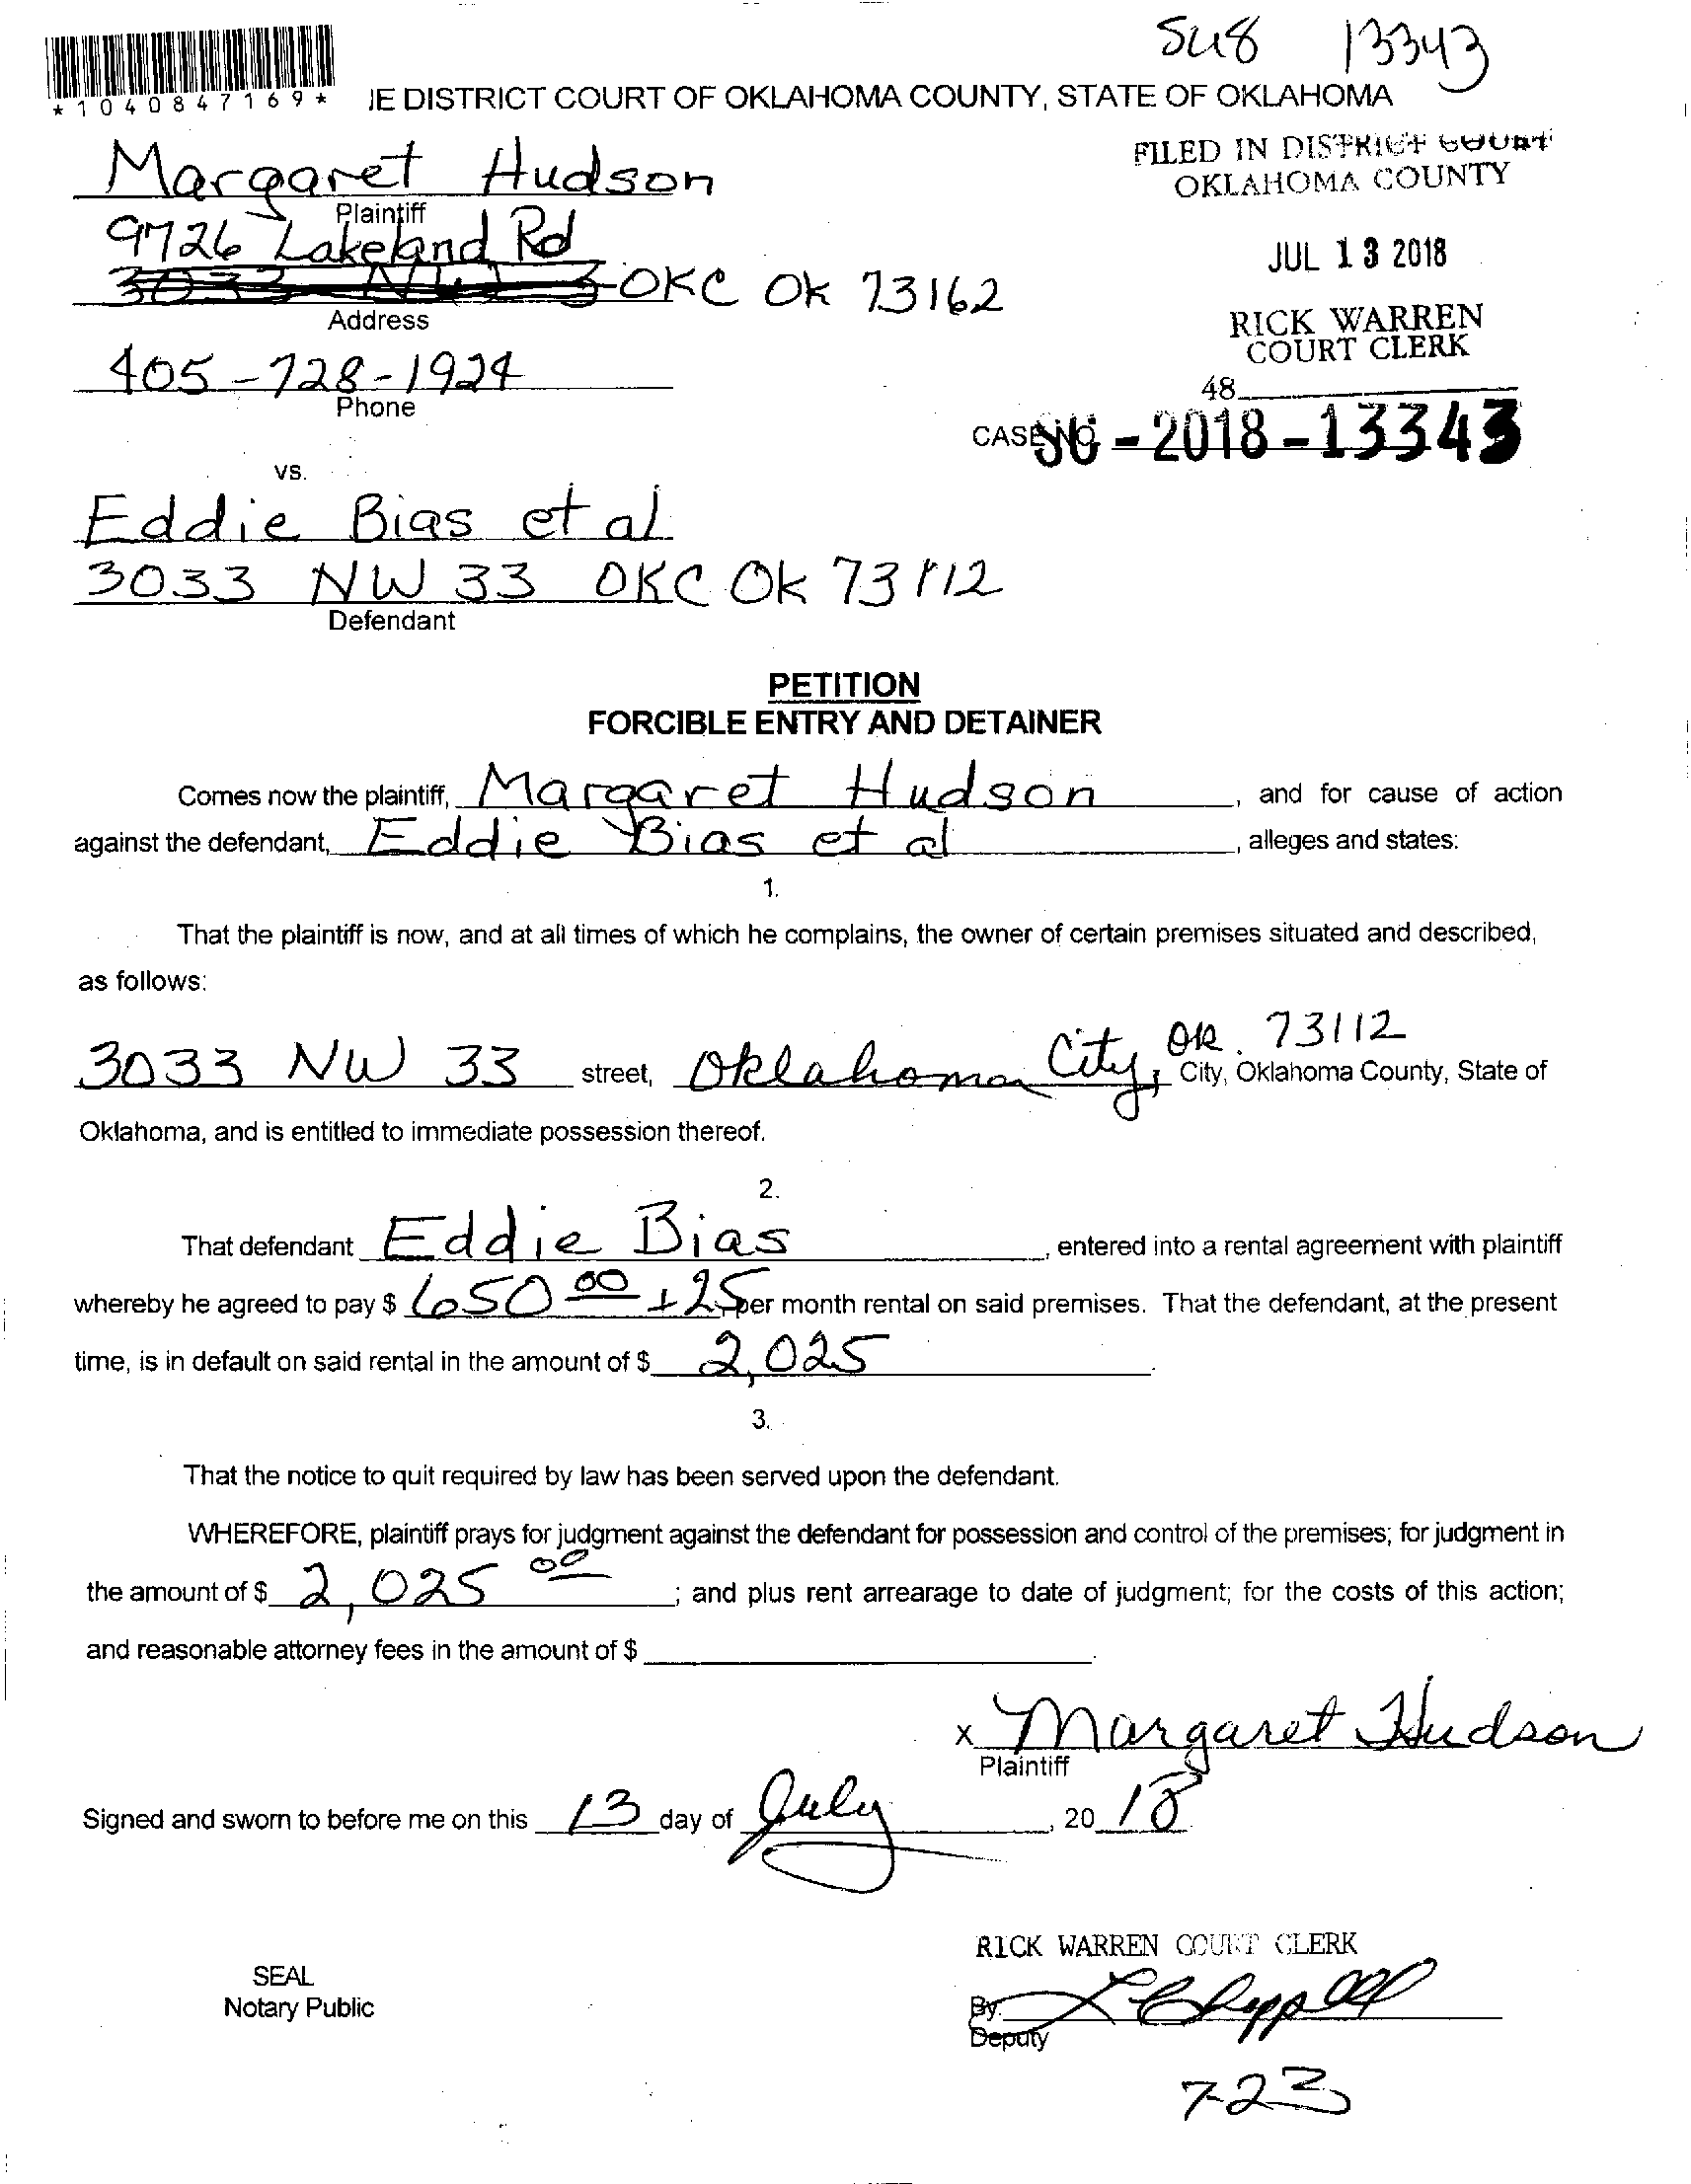 SU8 13343
*1040847169*
IE DISTRICT COURT OF OKLAHOMA COUNTY, STATE OF OKLAHOMA
Margaret Hudson
Plaintiff
FILED IN DISTRICT COURT
OKLAHOMA COUNTY
9726 Lakeland Rd
JUL 13 2018
3033 NW 3 OKC OK 73162
Address
RICK WARREN
COURT CLERK
405-728-1924
Phone
48
CASE NO. SC-2018-13343
vs.
Eddie Bias et al
3033 NW 33 OKC OK 73112
Defendant
PETITION
FORCIBLE ENTRY AND DETAINER
Comes now the plaintiff, Margaret Hudson, and for cause of action
against the defendant, Eddie Bias et al, alleges and states:
1.
That the plaintiff is now, and at all times of which he complains, the owner of certain premises situated and described,
as follows:
3033 NW 33 street, Oklahoma City, OK. 73112 City, Oklahoma County, State of
Oklahoma, and is entitled to immediate possession thereof.
2.
That defendant Eddie Bias, entered into a rental agreement with plaintiff
whereby he agreed to pay $ 650 00 + 25 per month rental on said premises. That the defendant, at the present
time, is in default on said rental in the amount of $ 2,025.
3.
That the notice to quit required by law has been served upon the defendant.
WHEREFORE, plaintiff prays for judgment against the defendant for possession and control of the premises; for judgment in
the amount of $ 2,025 00; and plus rent arrearage to date of judgment; for the costs of this action;
and reasonable attorney fees in the amount of $
x Margaret Hudson
Plaintiff
Signed and sworn to before me on this 13 day of July, 20 18.
RICK WARREN COURT CLERK
SEAL
Notary Public
By: L Chappell
Deputy
7-23